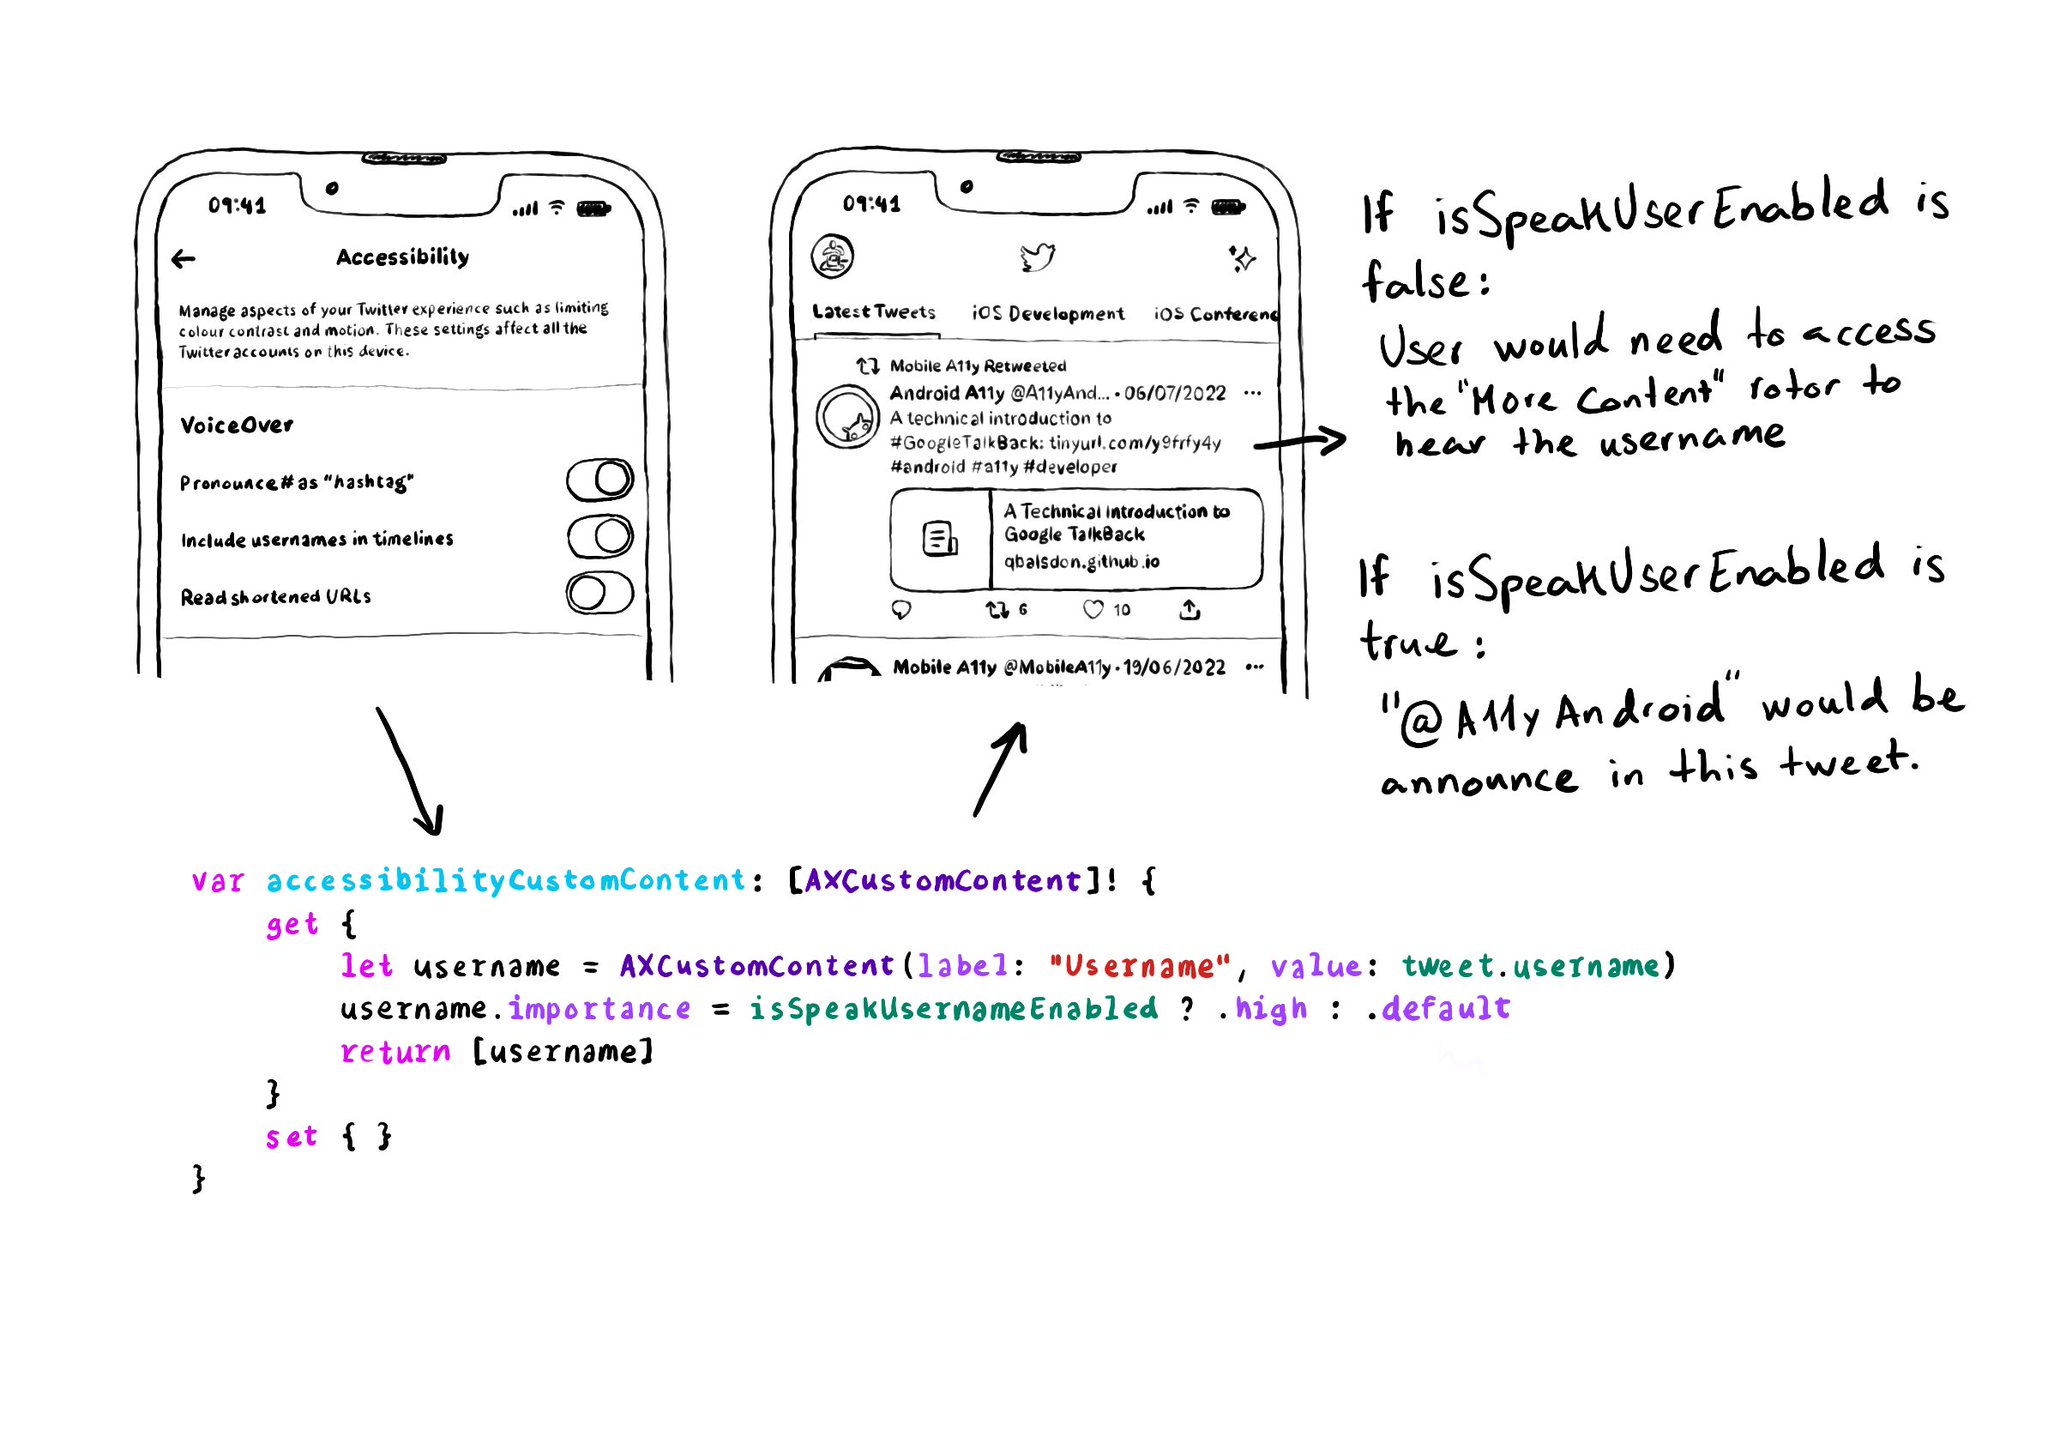 09:41
Accessibility
Manage aspects of your Twitter experience such as limiting
colour contrast and motion. These settings affect all the
Twitter accounts on this device.
VoiceOver
Pronounce # as "hashtag"
Include usernames in timelines
Read shortened URLs
09:41
Latest Tweets iOS Development iOS Conferenc
Mobile A11y Retweeted
Android A11y @A11yAnd... · 06/07/2022 ...
A technical introduction to
#GoogleTalkBack: tinyurl.com/y9frfy4y
#android #a11y #developer
A Technical Introduction to
Google TalkBack
qbalsdon.github.io
6 10
Mobile A11y @MobileA11y · 19/06/2022 ...
If isSpeakUserEnabled is
false:
User would need to access
the "More Content" rotor to
hear the username
If isSpeakUserEnabled is
true:
"@A11yAndroid" would be
announce in this tweet.
var accessibilityCustomContent: [AXCustomContent]! {
get {
let username = AXCustomContent(label: "Username", value: tweet.username)
username.importance = isSpeakUsernameEnabled ? .high : .default
return [username]
}
set { }
}